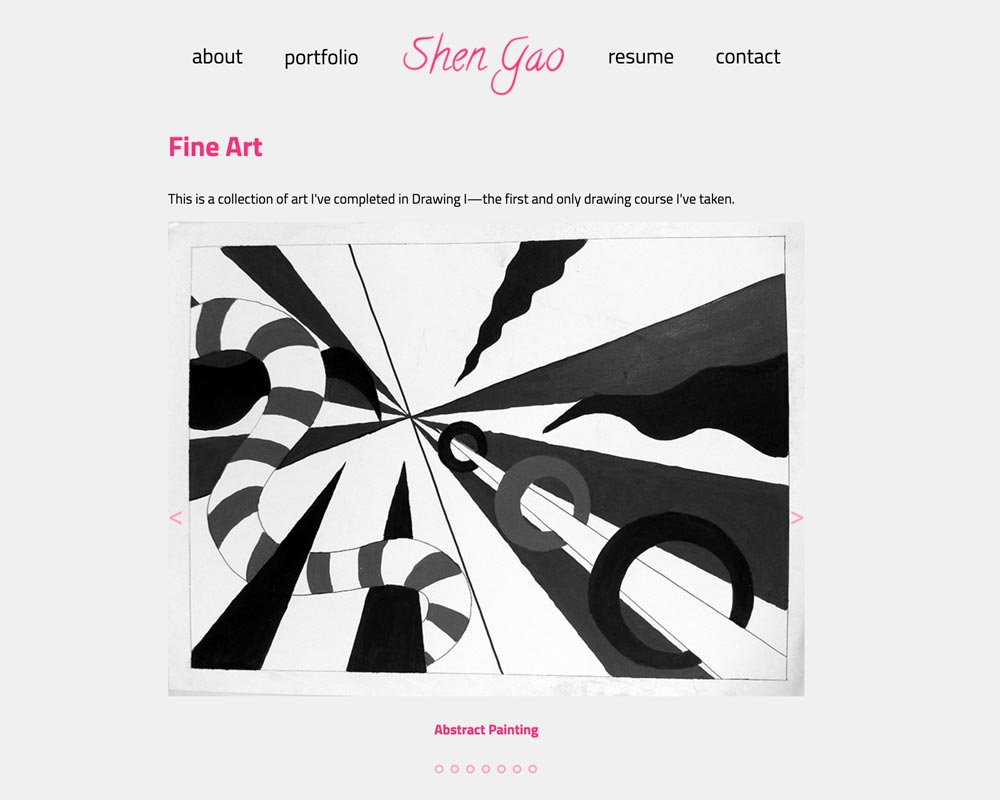 about portfolio Shen Gao resume contact
Fine Art
This is a collection of art I've completed in Drawing I—the first and only drawing course I've taken.
< >
Abstract Painting